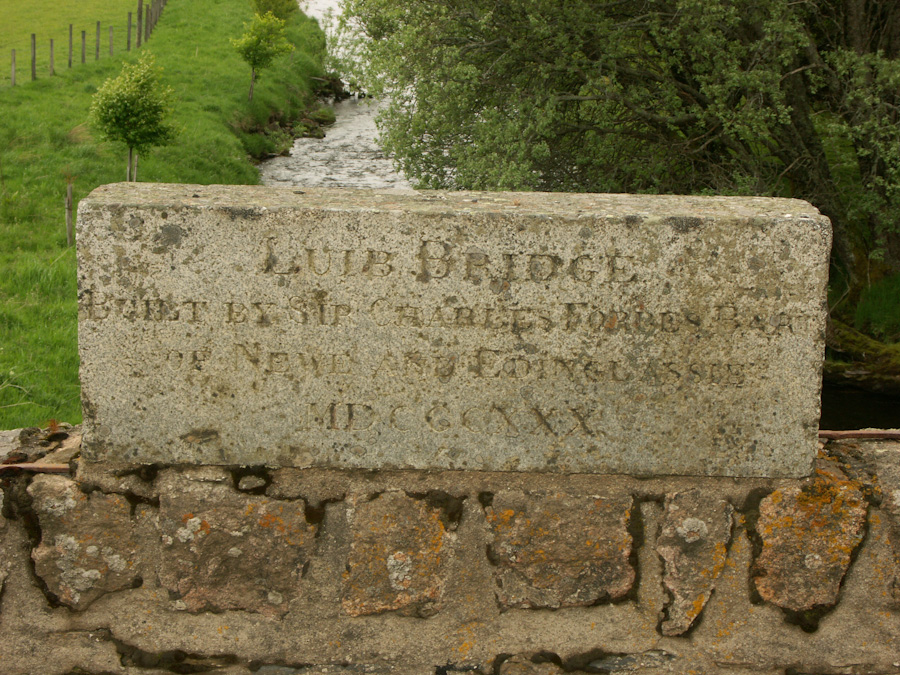 LUIB BRIDGE
BUILT BY SIR CHARLES FORBES BART
OF NEWE AND EDINGLASSIE
MDCCCXXX